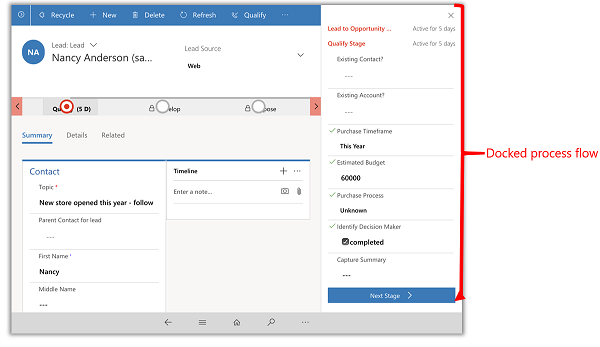 Recycle
New
Delete
Refresh
Qualify
NA
Lead: Lead
Nancy Anderson (sa...
Lead Source
Web
(5 D)
Summary
Details
Related
Contact
Topic *
New store opened this year - follow
Parent Contact for lead
---
First Name *
Nancy
Middle Name
---
Timeline
Enter a note...
Lead to Opportunity ...
Active for 5 days
Qualify Stage
Active for 5 days
Existing Contact?
---
Existing Account?
---
Purchase Timeframe
This Year
Estimated Budget
60000
Purchase Process
Unknown
Identify Decision Maker
completed
Capture Summary
---
Next Stage
Docked process flow